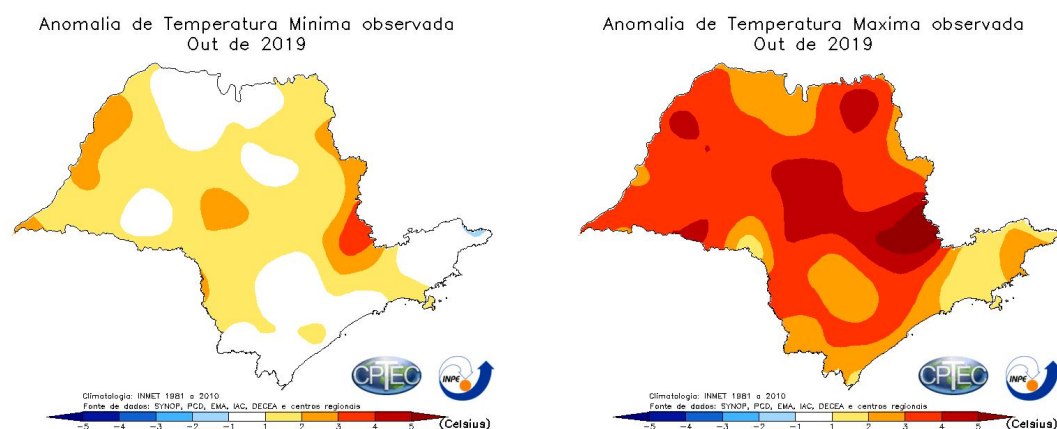 Anomalia de Temperatura Minima observada
Out de 2019
CPTEC
INPE
Climatologia: INMET 1981 a 2010
Fonte de dados: SYNOP, PCD, EMA, IAC, DECEA e centros regionais
-5 -4 -3 -2 -1 1 2 3 4 5 (Celsius)
Anomalia de Temperatura Maxima observada
Out de 2019
CPTEC
INPE
Climatologia: INMET 1981 a 2010
Fonte de dados: SYNOP, PCD, EMA, IAC, DECEA e centros regionais
-5 -4 -3 -2 -1 1 2 3 4 5 (Celsius)